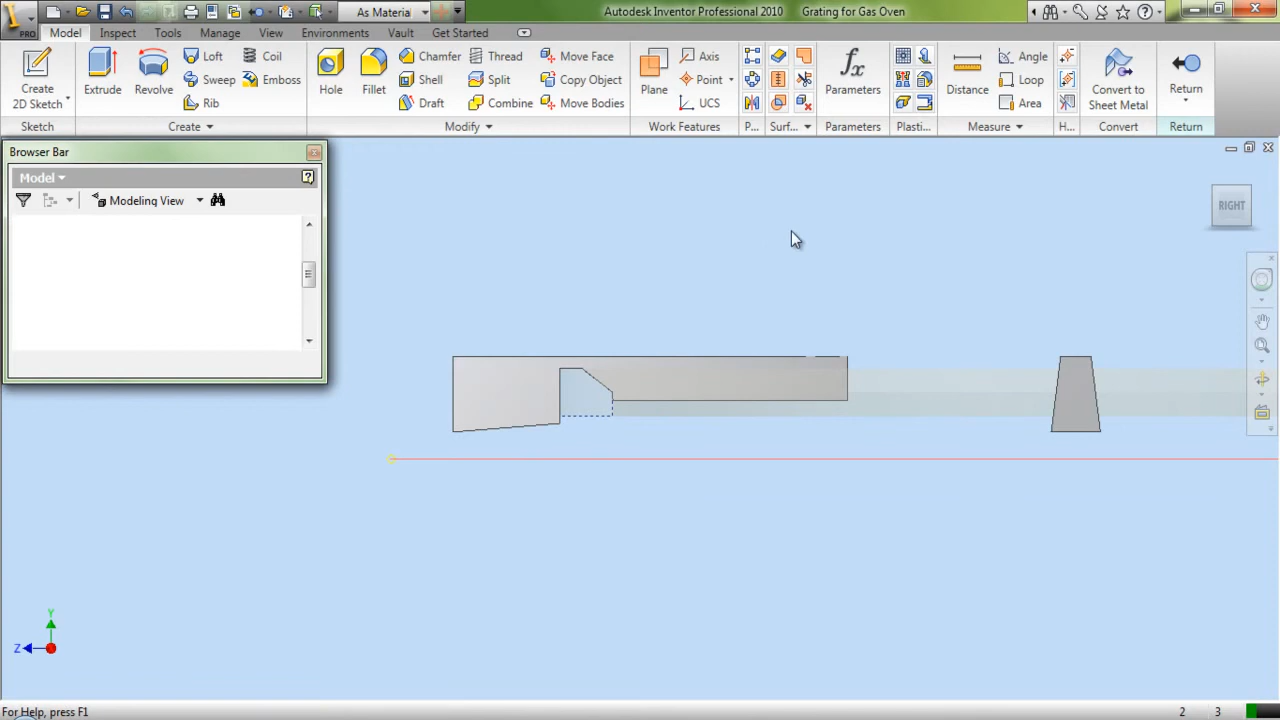 As Materia
Autodesk Inventor Professional 2010 Grating for Gas Oven
PRO
Model Inspect Tools Manage View Environments Vault Get Started
Create
2D Sketch
Extrude
Revolve
Loft
Sweep
Rib
Coil
Emboss
Hole
Fillet
Chamfer
Shell
Draft
Thread
Split
Combine
Move Face
Copy Object
Move Bodies
Plane
Axis
Point
UCS
fx
Parameters
Distance
Angle
Loop
Area
Convert to
Sheet Metal
Return
Sketch Create Modify Work Features P... Surf... Parameters Plasti... Measure H... Convert Return
Browser Bar
Model
Modeling View
RIGHT
Y
Z
For Help, press F1
2 3